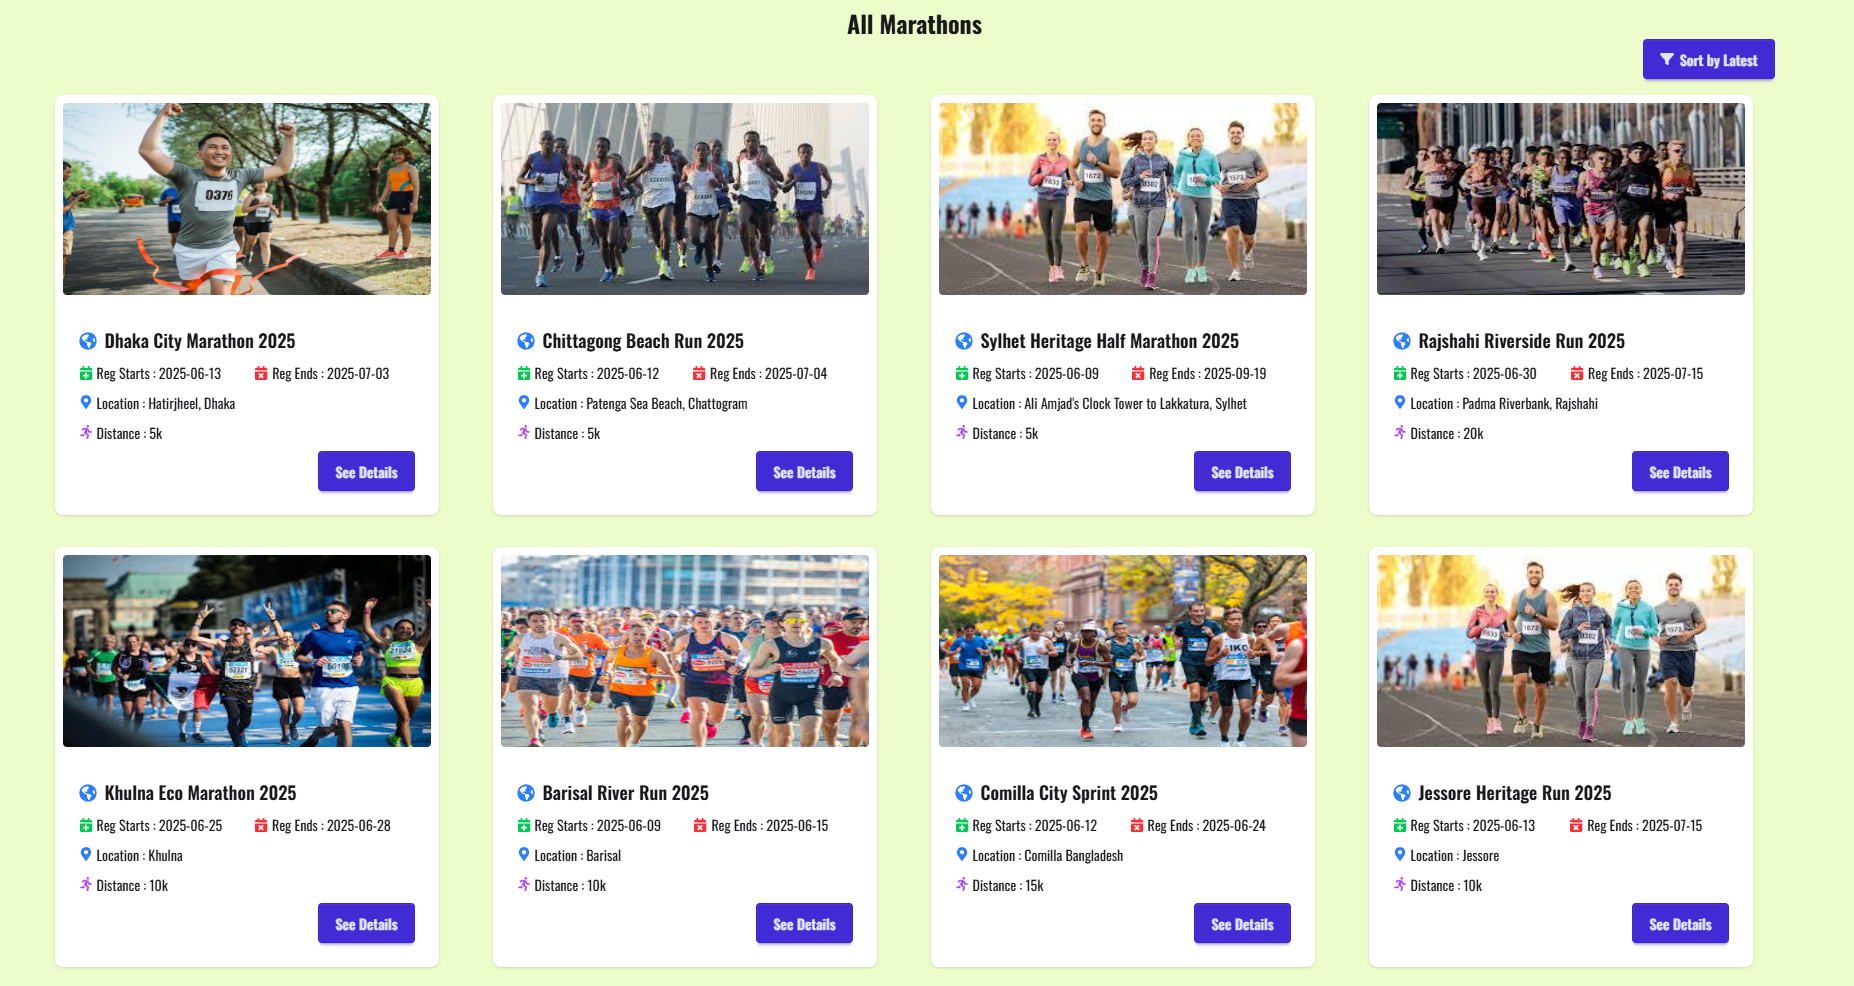 All Marathons
Sort by Latest
0376
1672
0382
1573
Dhaka City Marathon 2025
Chittagong Beach Run 2025
Sylhet Heritage Half Marathon 2025
Rajshahi Riverside Run 2025
Reg Starts : 2025-06-13 Reg Ends : 2025-07-03
Reg Starts : 2025-06-12 Reg Ends : 2025-07-04
Reg Starts : 2025-06-09 Reg Ends : 2025-09-19
Reg Starts : 2025-06-30 Reg Ends : 2025-07-15
Location : Hatirjheel, Dhaka
Location : Patenga Sea Beach, Chattogram
Location : Ali Amjad's Clock Tower to Lakkatura, Sylhet
Location : Padma Riverbank, Rajshahi
Distance : 5k
Distance : 5k
Distance : 5k
Distance : 20k
See Details
See Details
See Details
See Details
1672
0382
1573
Khulna Eco Marathon 2025
Barisal River Run 2025
Comilla City Sprint 2025
Jessore Heritage Run 2025
Reg Starts : 2025-06-25 Reg Ends : 2025-06-28
Reg Starts : 2025-06-09 Reg Ends : 2025-06-15
Reg Starts : 2025-06-12 Reg Ends : 2025-06-24
Reg Starts : 2025-06-13 Reg Ends : 2025-07-15
Location : Khulna
Location : Barisal
Location : Comilla Bangladesh
Location : Jessore
Distance : 10k
Distance : 10k
Distance : 15k
Distance : 10k
See Details
See Details
See Details
See Details